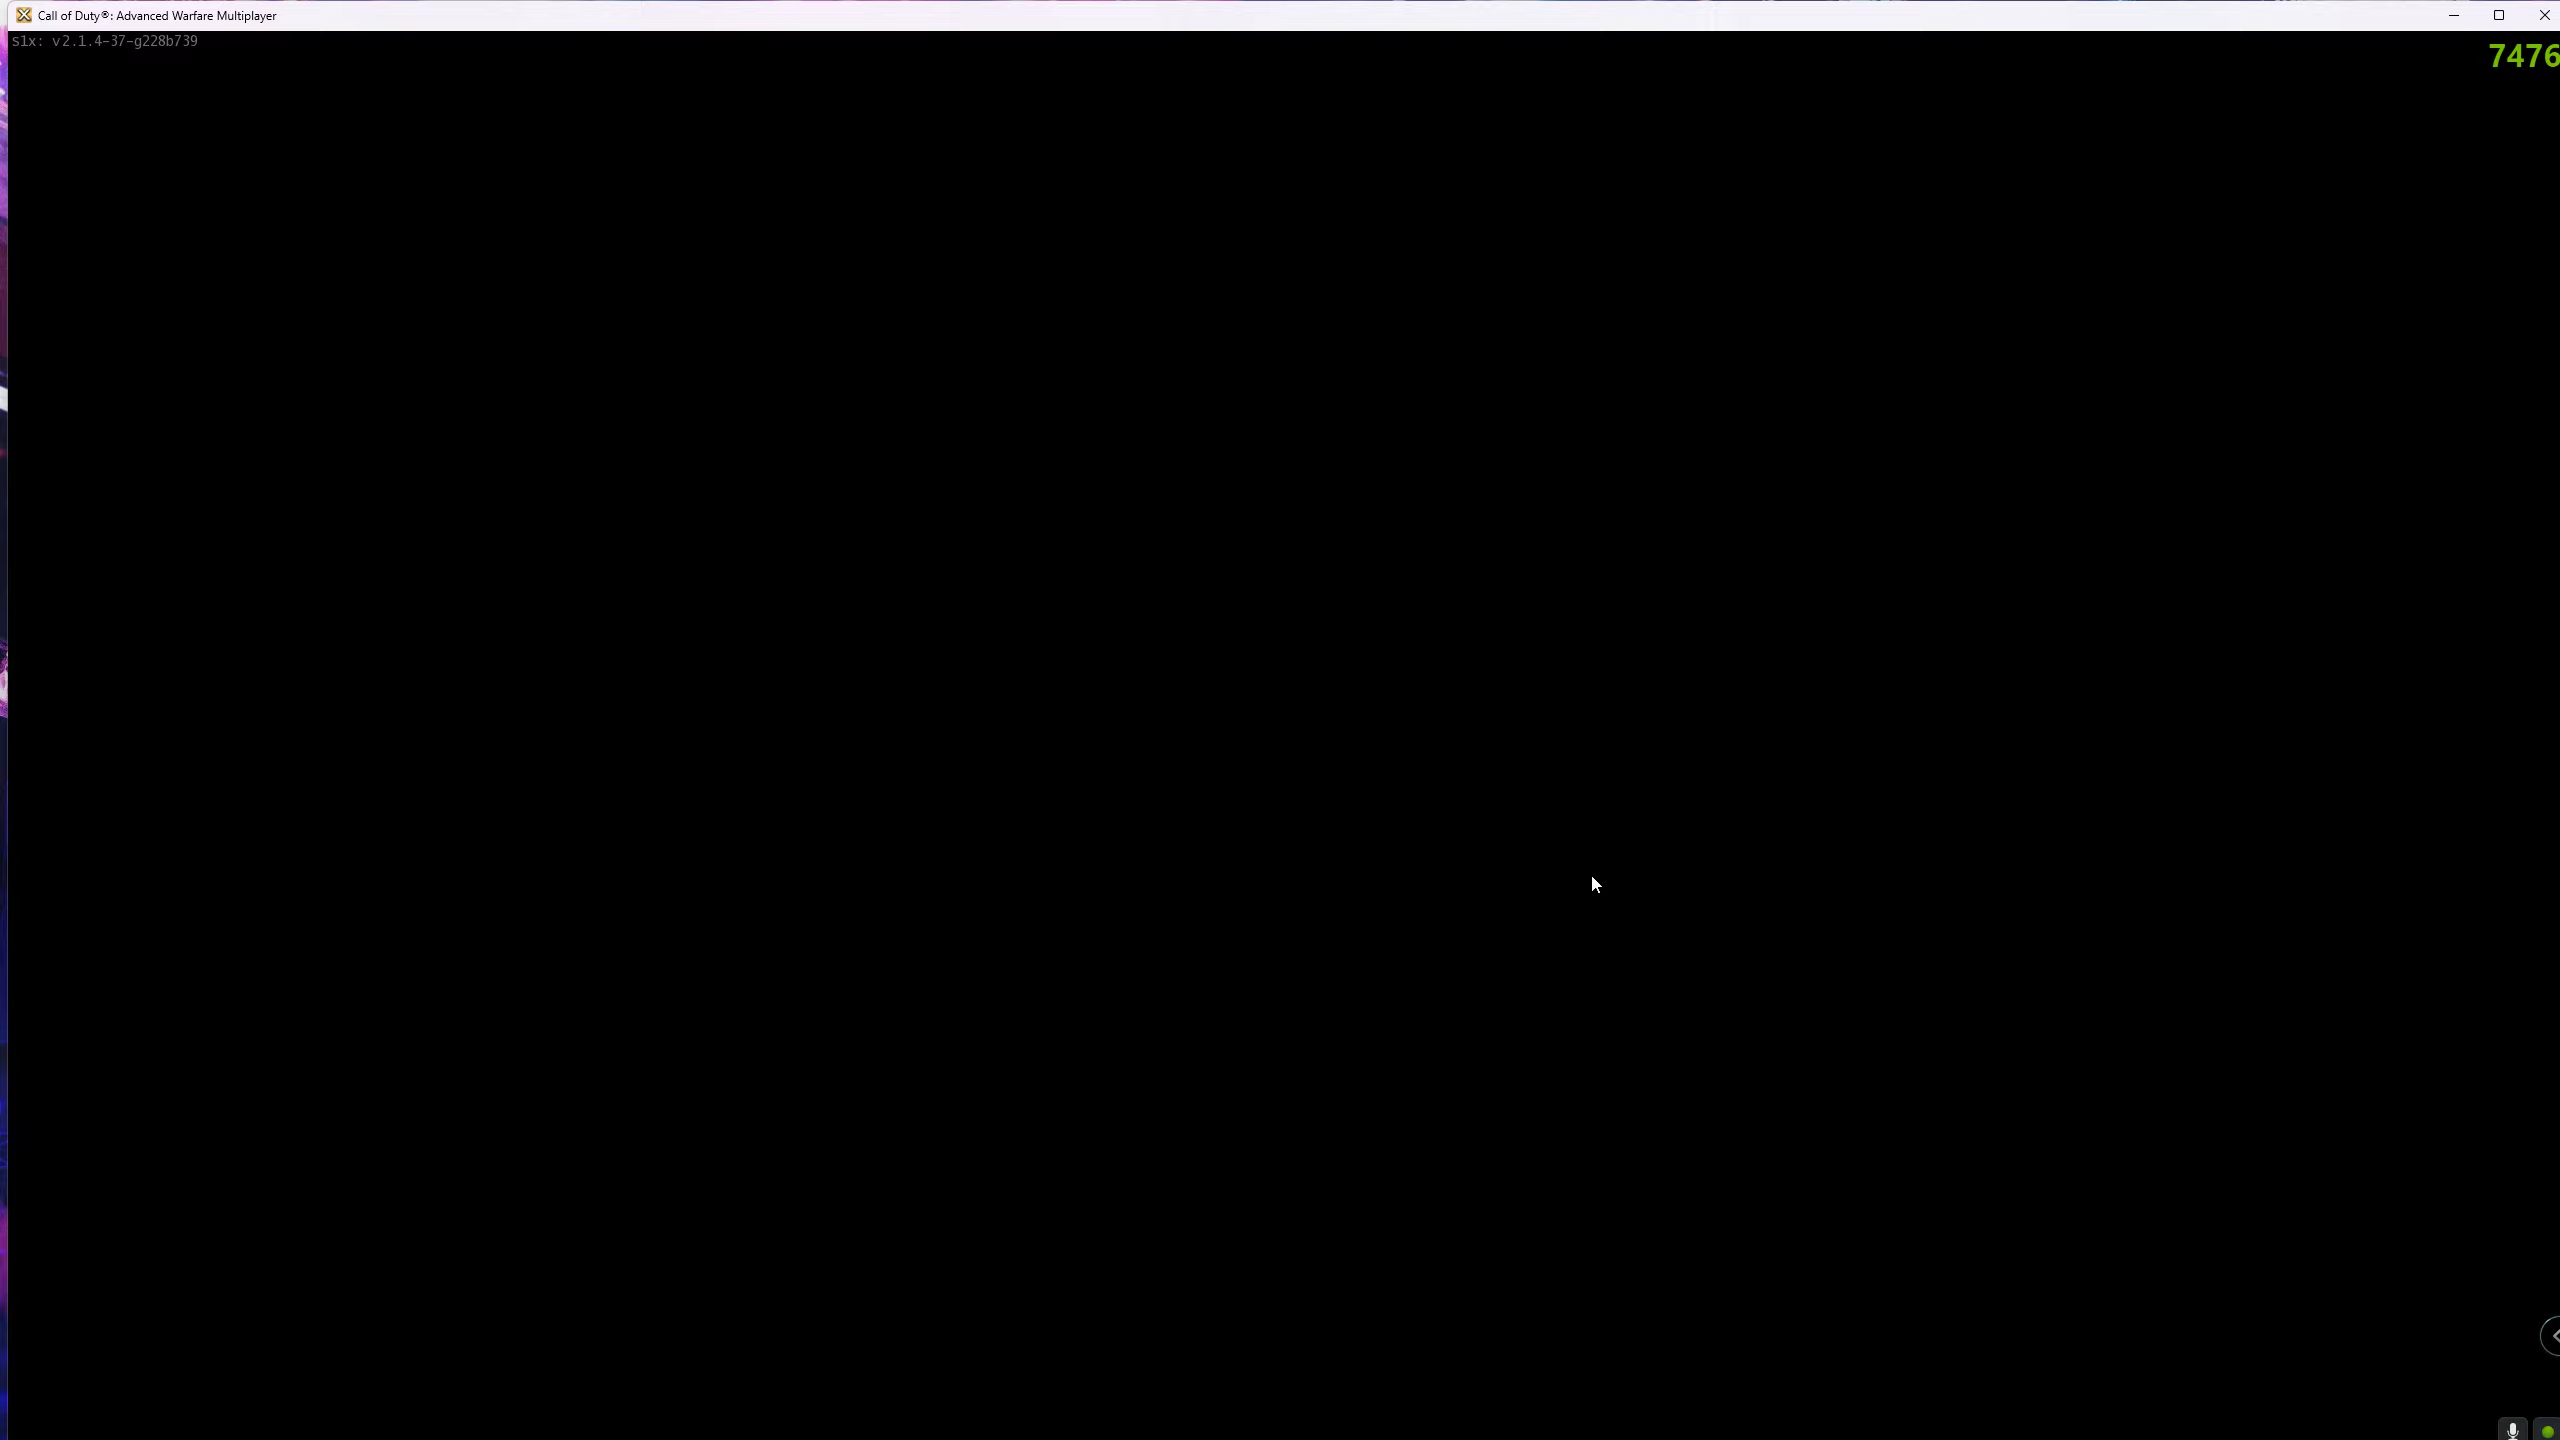 Call of Duty®: Advanced Warfare Multiplayer
s1x: v2.1.4-37-g228b739
7476